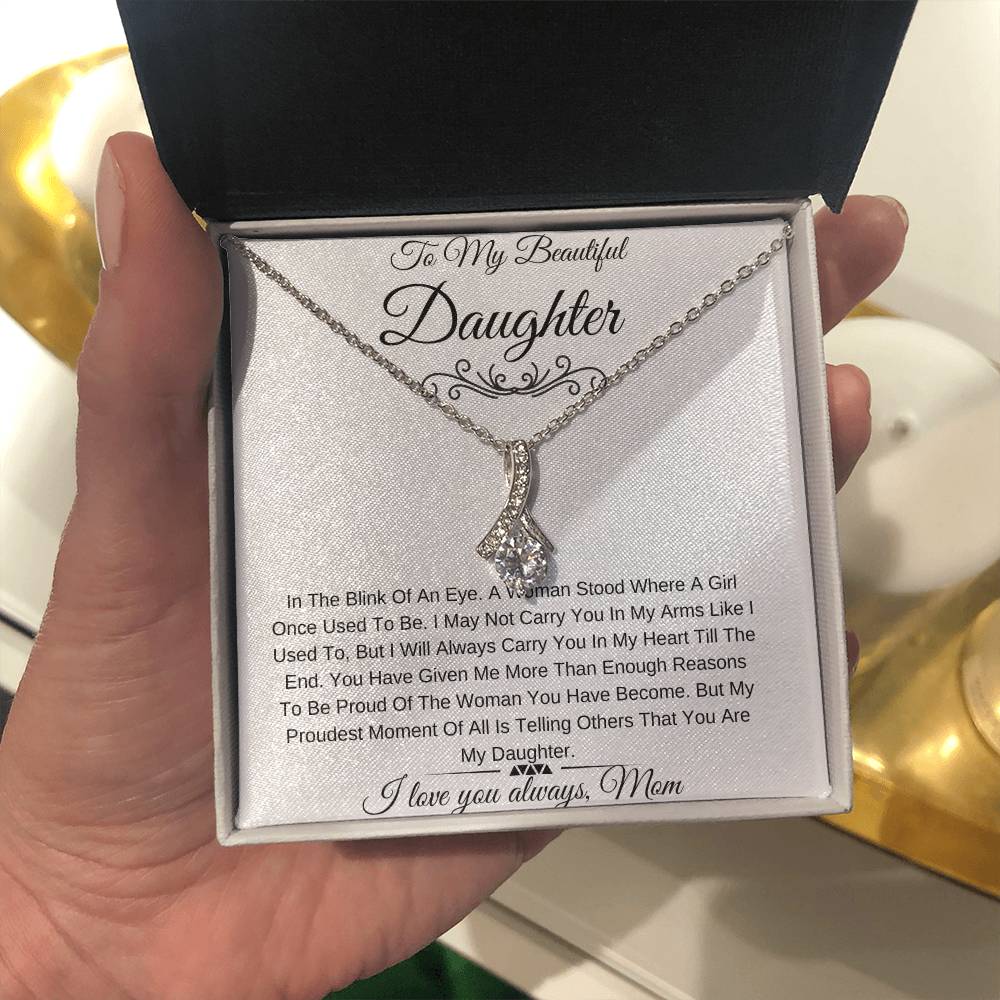 To My Beautiful
Daughter
In The Blink Of An Eye. A Woman Stood Where A Girl
Once Used To Be. I May Not Carry You In My Arms Like I
Used To, But I Will Always Carry You In My Heart Till The
End. You Have Given Me More Than Enough Reasons
To Be Proud Of The Woman You Have Become. But My
Proudest Moment Of All Is Telling Others That You Are
My Daughter.
I love you always, Mom